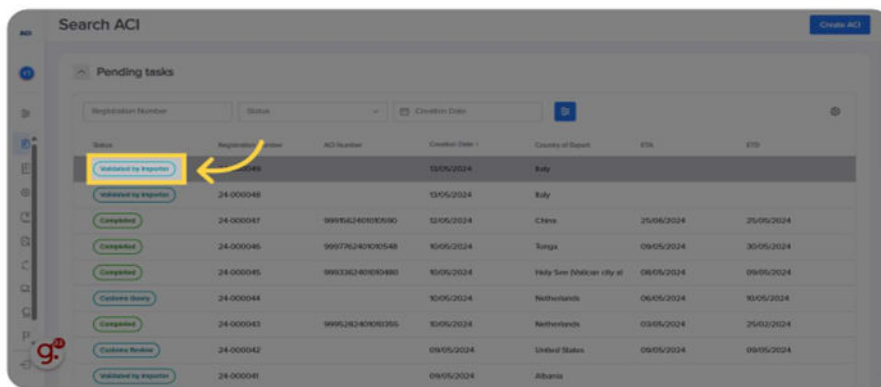 ACI
Search ACI
Create ACI
Pending tasks
Registration Number Status Creation Date
Status Registration Number ACI Number Creation Date Country of Export ETA ETD
Validated by Importer 13/05/2024 Italy
Validated by Importer 24-000048 13/05/2024 Italy
Completed 24-000047 12/05/2024 China 25/06/2024 25/05/2024
Completed 24-000046 10/05/2024 Tonga 09/05/2024 30/05/2024
Completed 24-000045 10/05/2024 Holy See (Vatican city st 08/05/2024 09/05/2024
Customs Query 24-000044 10/05/2024 Netherlands 06/05/2024 10/05/2024
Completed 24-000043 10/05/2024 Netherlands 03/05/2024 25/02/2024
Customs Review 24-000042 09/05/2024 United States 09/05/2024 09/05/2024
Validated by Importer 24-000041 09/05/2024 Albania
g.